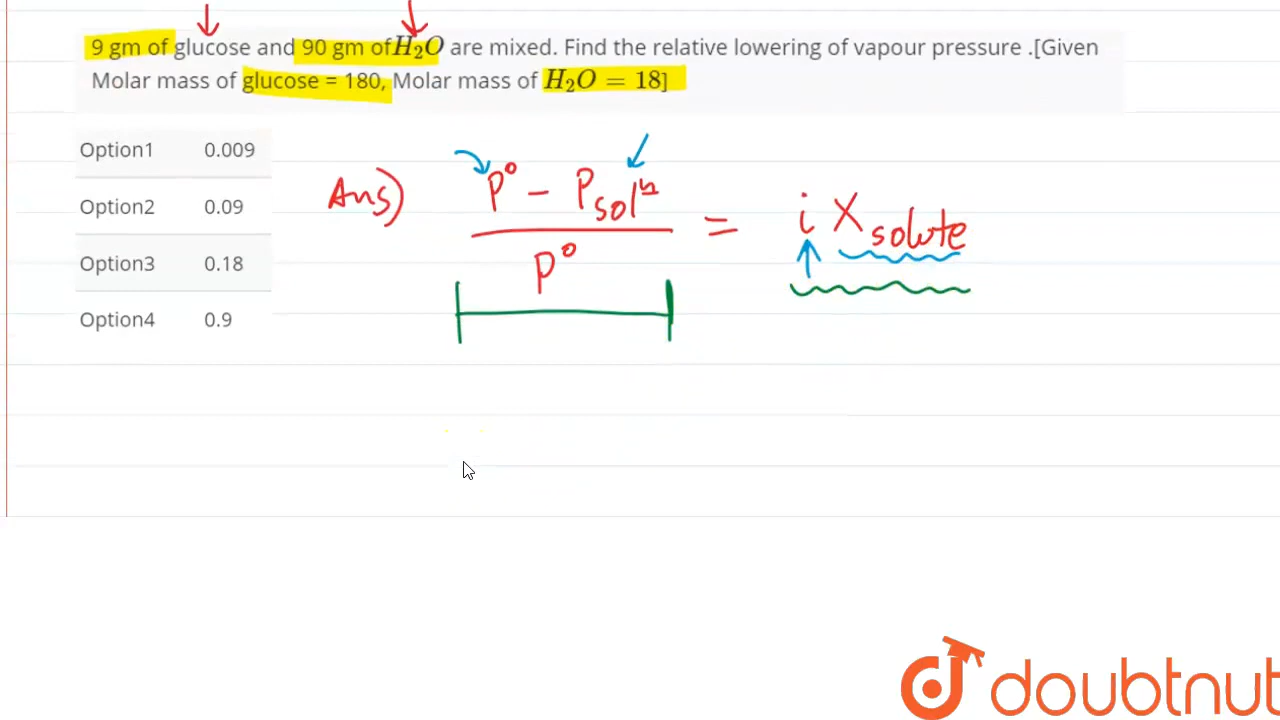 9 gm of glucose and 90 gm of H₂O are mixed. Find the relative lowering of vapour pressure .[Given
Molar mass of glucose = 180, Molar mass of H₂O = 18]
Option1 0.009
Option2 0.09
Option3 0.18
Option4 0.9
Ans)
P° - P solⁿ
P°
= i X solute
doubtnut